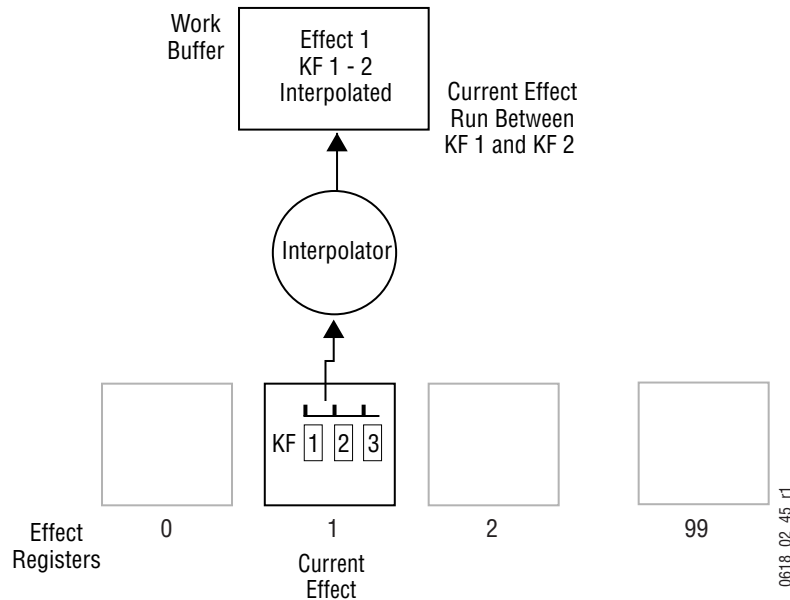 Work
Buffer
Effect 1
KF 1 - 2
Interpolated
Current Effect
Run Between
KF 1 and KF 2
Interpolator
KF 1 2 3
Effect
Registers
0
1
2
99
Current
Effect
0618_02_45_r1